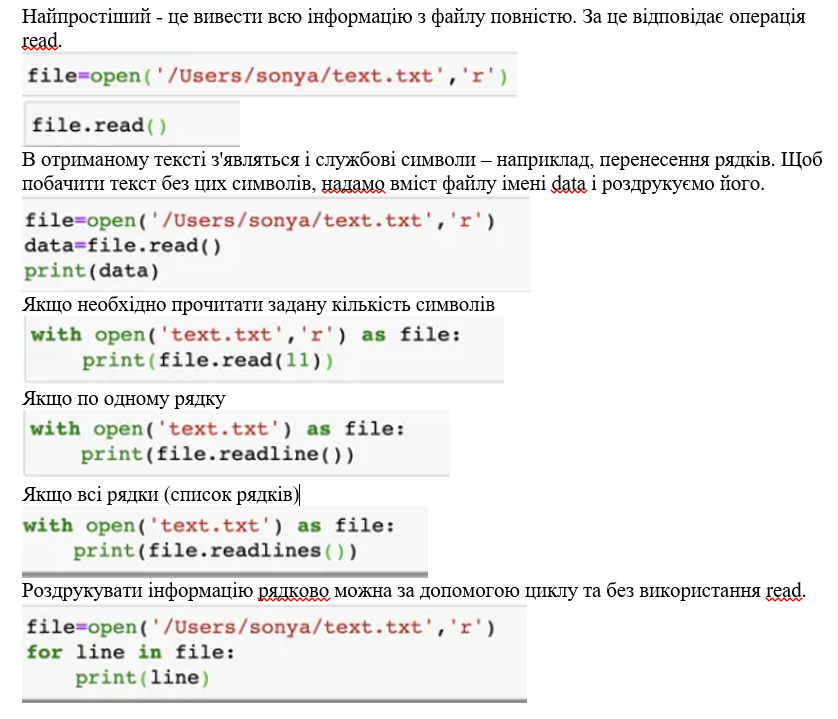 Найпростіший - це вивести всю інформацію з файлу повністю. За це відповідає операція
read.
file=open('/Users/sonya/text.txt','r')
file.read()
В отриманому тексті з'являться і службові символи – наприклад, перенесення рядків. Щоб
побачити текст без цих символів, надамо вміст файлу імені data і роздрукуємо його.
file=open('/Users/sonya/text.txt','r')
data=file.read()
print(data)
Якщо необхідно прочитати задану кількість символів
with open('text.txt','r') as file:
    print(file.read(11))
Якщо по одному рядку
with open('text.txt') as file:
    print(file.readline())
Якщо всі рядки (список рядків)
with open('text.txt') as file:
    print(file.readlines())
Роздрукувати інформацію рядково можна за допомогою циклу та без використання read.
file=open('/Users/sonya/text.txt','r')
for line in file:
    print(line)